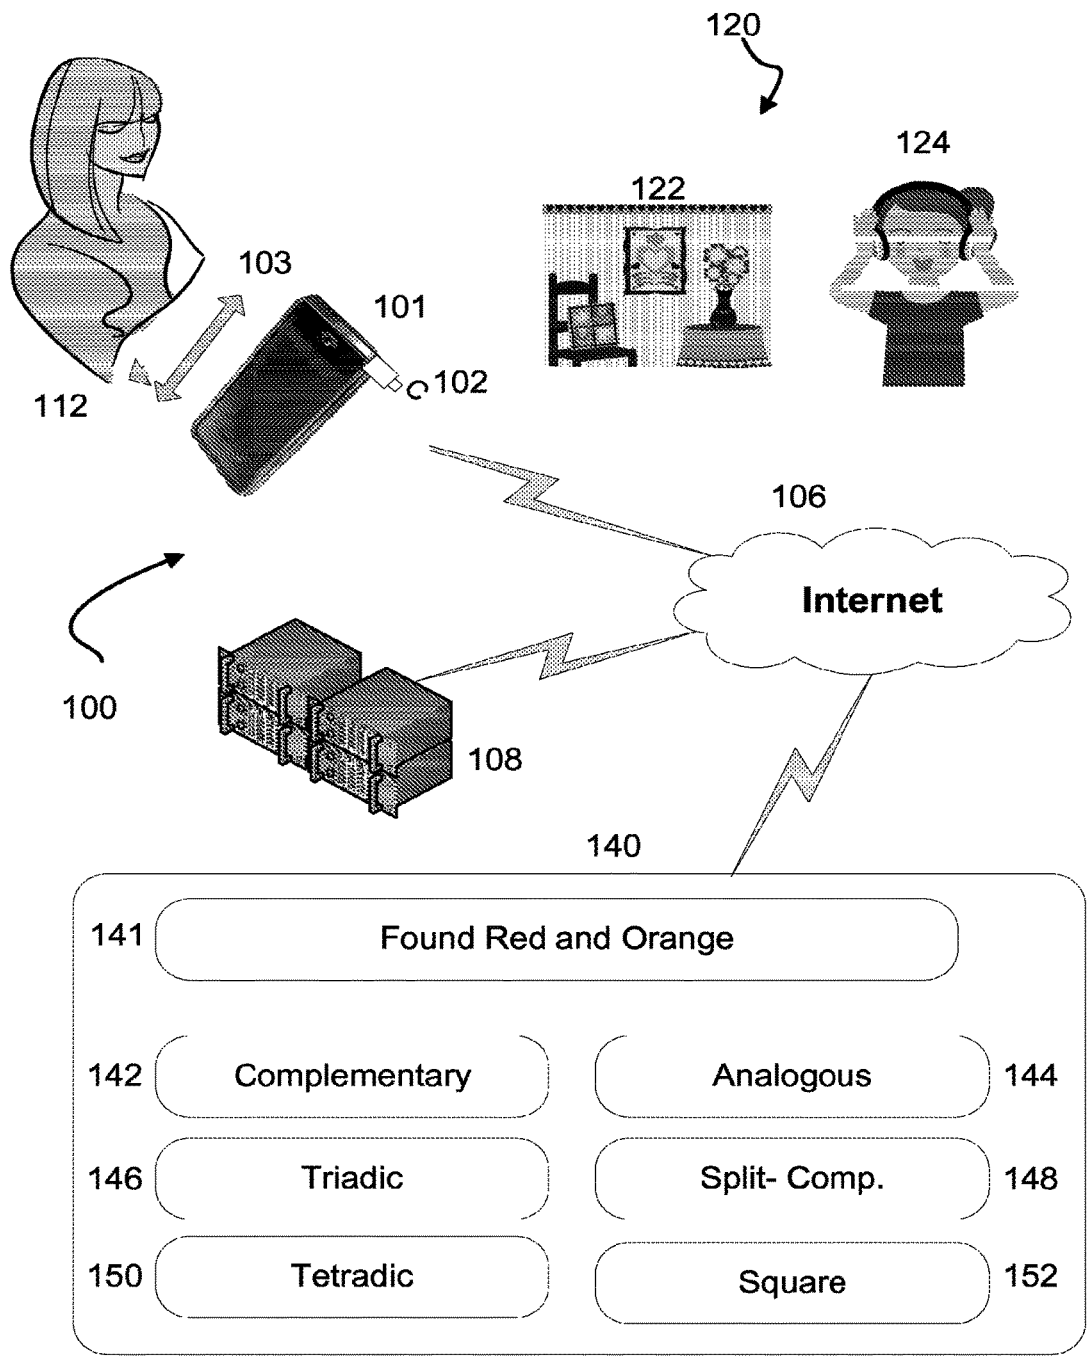 120
124
122
103
101
102
112
106
Internet
100
108
140
141 Found Red and Orange
142 Complementary Analogous 144
146 Triadic Split- Comp. 148
150 Tetradic Square 152